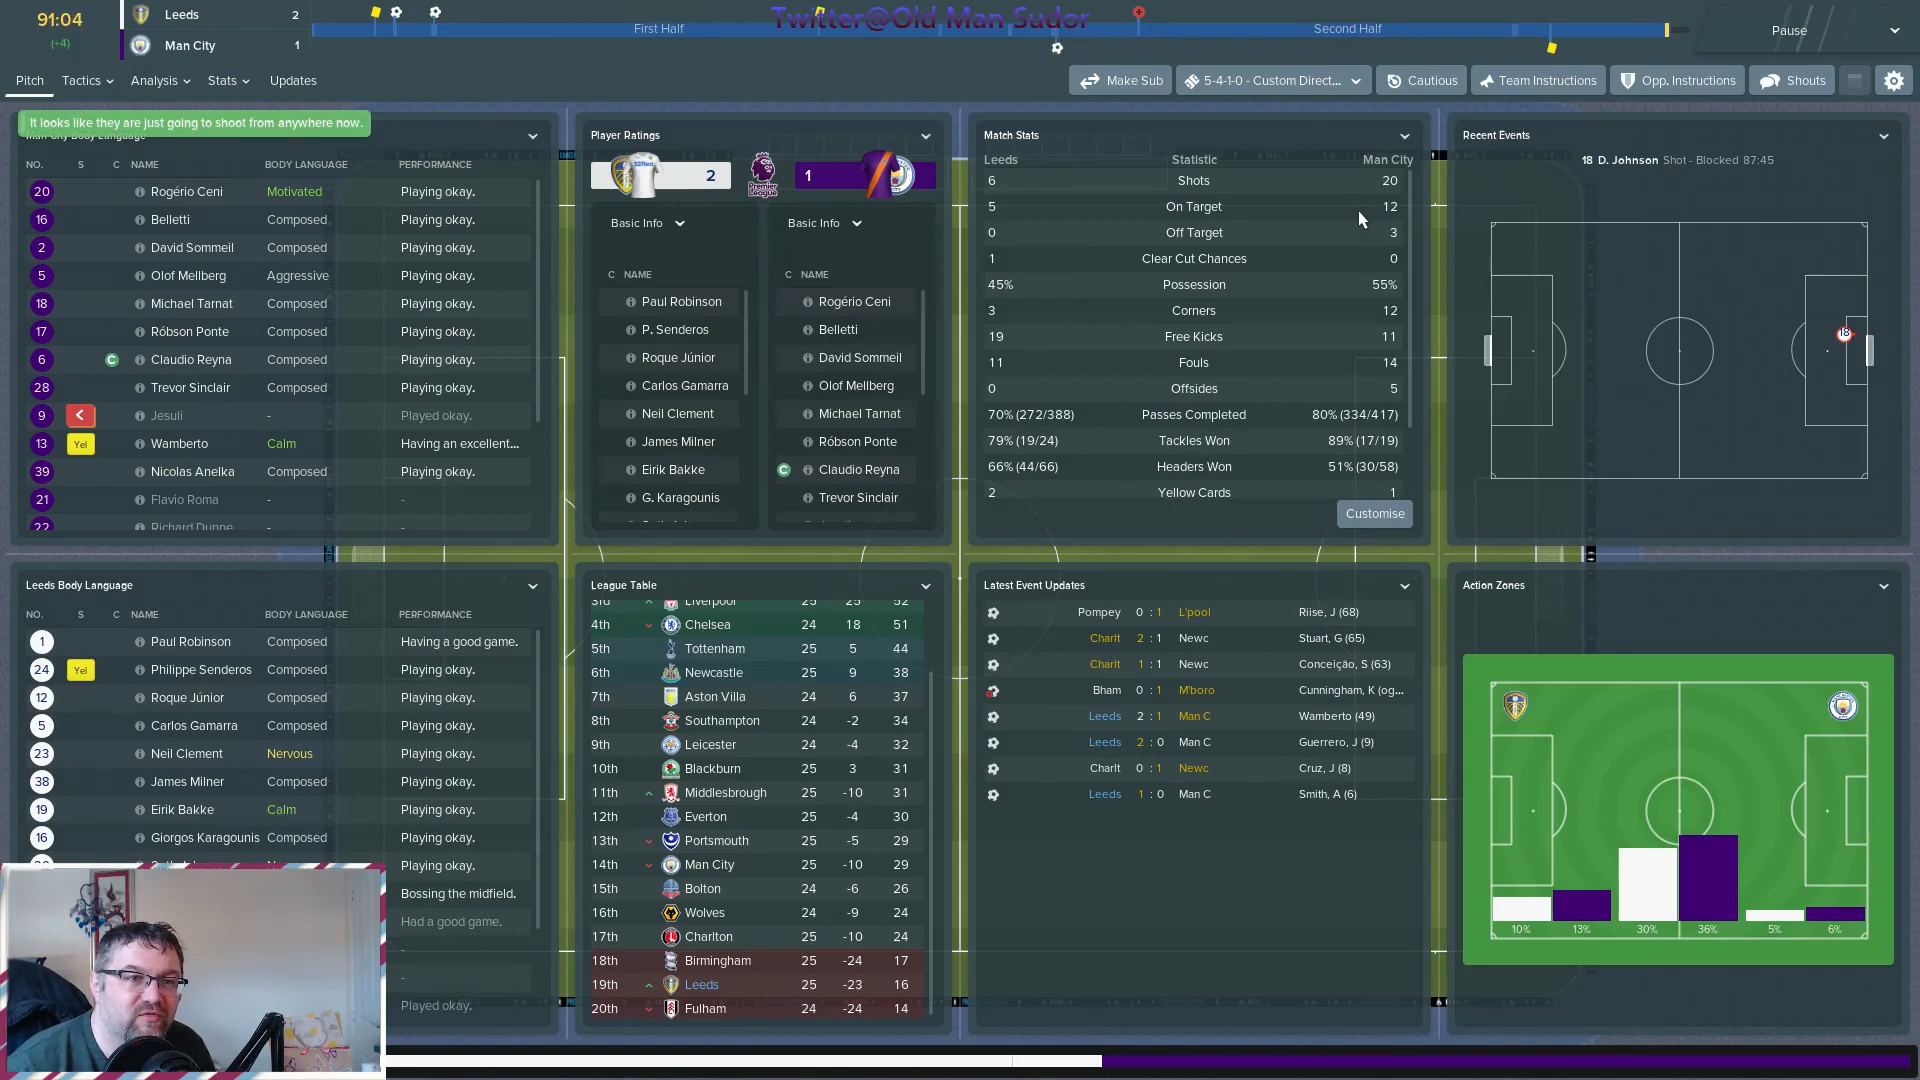 91:04
(+4)
Leeds 2
Man City 1
Twitter@Old Man Sudor
First Half
Second Half
Pause
Pitch Tactics Analysis Stats Updates
Make Sub
5-4-1-0 - Custom Direct...
Cautious
Team Instructions
Opp. Instructions
Shouts
It looks like they are just going to shoot from anywhere now.
Man City Body Language
NO. S C NAME BODY LANGUAGE PERFORMANCE
20 Rogério Ceni Motivated Playing okay.
16 Belletti Composed Playing okay.
2 David Sommeil Composed Playing okay.
5 Olof Mellberg Aggressive Playing okay.
18 Michael Tarnat Composed Playing okay.
17 Róbson Ponte Composed Playing okay.
6 C Claudio Reyna Composed Playing okay.
28 Trevor Sinclair Composed Playing okay.
9 Jesuli - Played okay.
13 Yel Wamberto Calm Having an excellent...
39 Nicolas Anelka Composed Playing okay.
21 Flavio Roma - -
22 Richard Dunne
Player Ratings
2 1
Premier League
Basic Info Basic Info
C NAME C NAME
Paul Robinson Rogério Ceni
P. Senderos Belletti
Roque Júnior David Sommeil
Carlos Gamarra Olof Mellberg
Neil Clement Michael Tarnat
James Milner Róbson Ponte
Eirik Bakke C Claudio Reyna
G. Karagounis Trevor Sinclair
Match Stats
Leeds Statistic Man City
6 Shots 20
5 On Target 12
0 Off Target 3
1 Clear Cut Chances 0
45% Possession 55%
3 Corners 12
19 Free Kicks 11
11 Fouls 14
0 Offsides 5
70% (272/388) Passes Completed 80% (334/417)
79% (19/24) Tackles Won 89% (17/19)
66% (44/66) Headers Won 51% (30/58)
2 Yellow Cards 1
Customise
Recent Events
18 D. Johnson Shot - Blocked 87:45
18
Leeds Body Language
NO. S C NAME BODY LANGUAGE PERFORMANCE
1 Paul Robinson Composed Having a good game.
24 Yel Philippe Senderos Composed Playing okay.
12 Roque Júnior Composed Playing okay.
5 Carlos Gamarra Composed Playing okay.
23 Neil Clement Nervous Playing okay.
38 James Milner Composed Playing okay.
19 Eirik Bakke Calm Playing okay.
16 Giorgos Karagounis Composed Playing okay.
Playing okay.
Bossing the midfield.
Had a good game.
-
-
Played okay.
League Table
3rd Liverpool 25 25 52
4th Chelsea 24 18 51
5th Tottenham 25 5 44
6th Newcastle 25 9 38
7th Aston Villa 24 6 37
8th Southampton 24 -2 34
9th Leicester 24 -4 32
10th Blackburn 25 3 31
11th Middlesbrough 25 -10 31
12th Everton 25 -4 30
13th Portsmouth 25 -5 29
14th Man City 25 -10 29
15th Bolton 24 -6 26
16th Wolves 24 -9 24
17th Charlton 25 -10 24
18th Birmingham 25 -24 17
19th Leeds 25 -23 16
20th Fulham 24 -24 14
Latest Event Updates
Pompey 0 : 1 L'pool Riise, J (68)
Charlt 2 : 1 Newc Stuart, G (65)
Charlt 1 : 1 Newc Conceição, S (63)
Bham 0 : 1 M'boro Cunningham, K (og...
Leeds 2 : 1 Man C Wamberto (49)
Leeds 2 : 0 Man C Guerrero, J (9)
Charlt 0 : 1 Newc Cruz, J (8)
Leeds 1 : 0 Man C Smith, A (6)
Action Zones
10% 13% 30% 36% 5% 6%